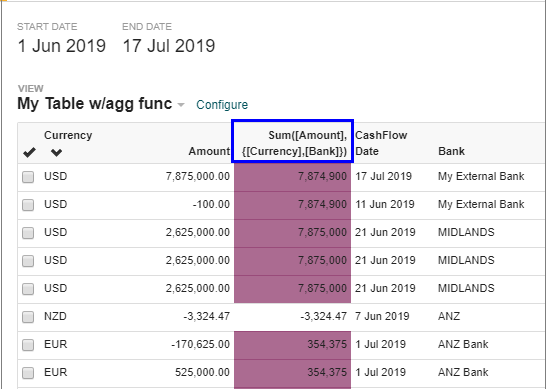 START DATE END DATE
1 Jun 2019 17 Jul 2019
VIEW
My Table w/agg func Configure
Currency Sum([Amount], CashFlow
Amount {[Currency],[Bank]}) Date Bank
USD 7,875,000.00 7,874,900 17 Jul 2019 My External Bank
USD -100.00 7,874,900 11 Jun 2019 My External Bank
USD 2,625,000.00 7,875,000 21 Jun 2019 MIDLANDS
USD 2,625,000.00 7,875,000 21 Jun 2019 MIDLANDS
USD 2,625,000.00 7,875,000 21 Jun 2019 MIDLANDS
NZD -3,324.47 -3,324.47 7 Jun 2019 ANZ
EUR -170,625.00 354,375 1 Jul 2019 ANZ Bank
EUR 525,000.00 354,375 1 Jul 2019 ANZ Bank